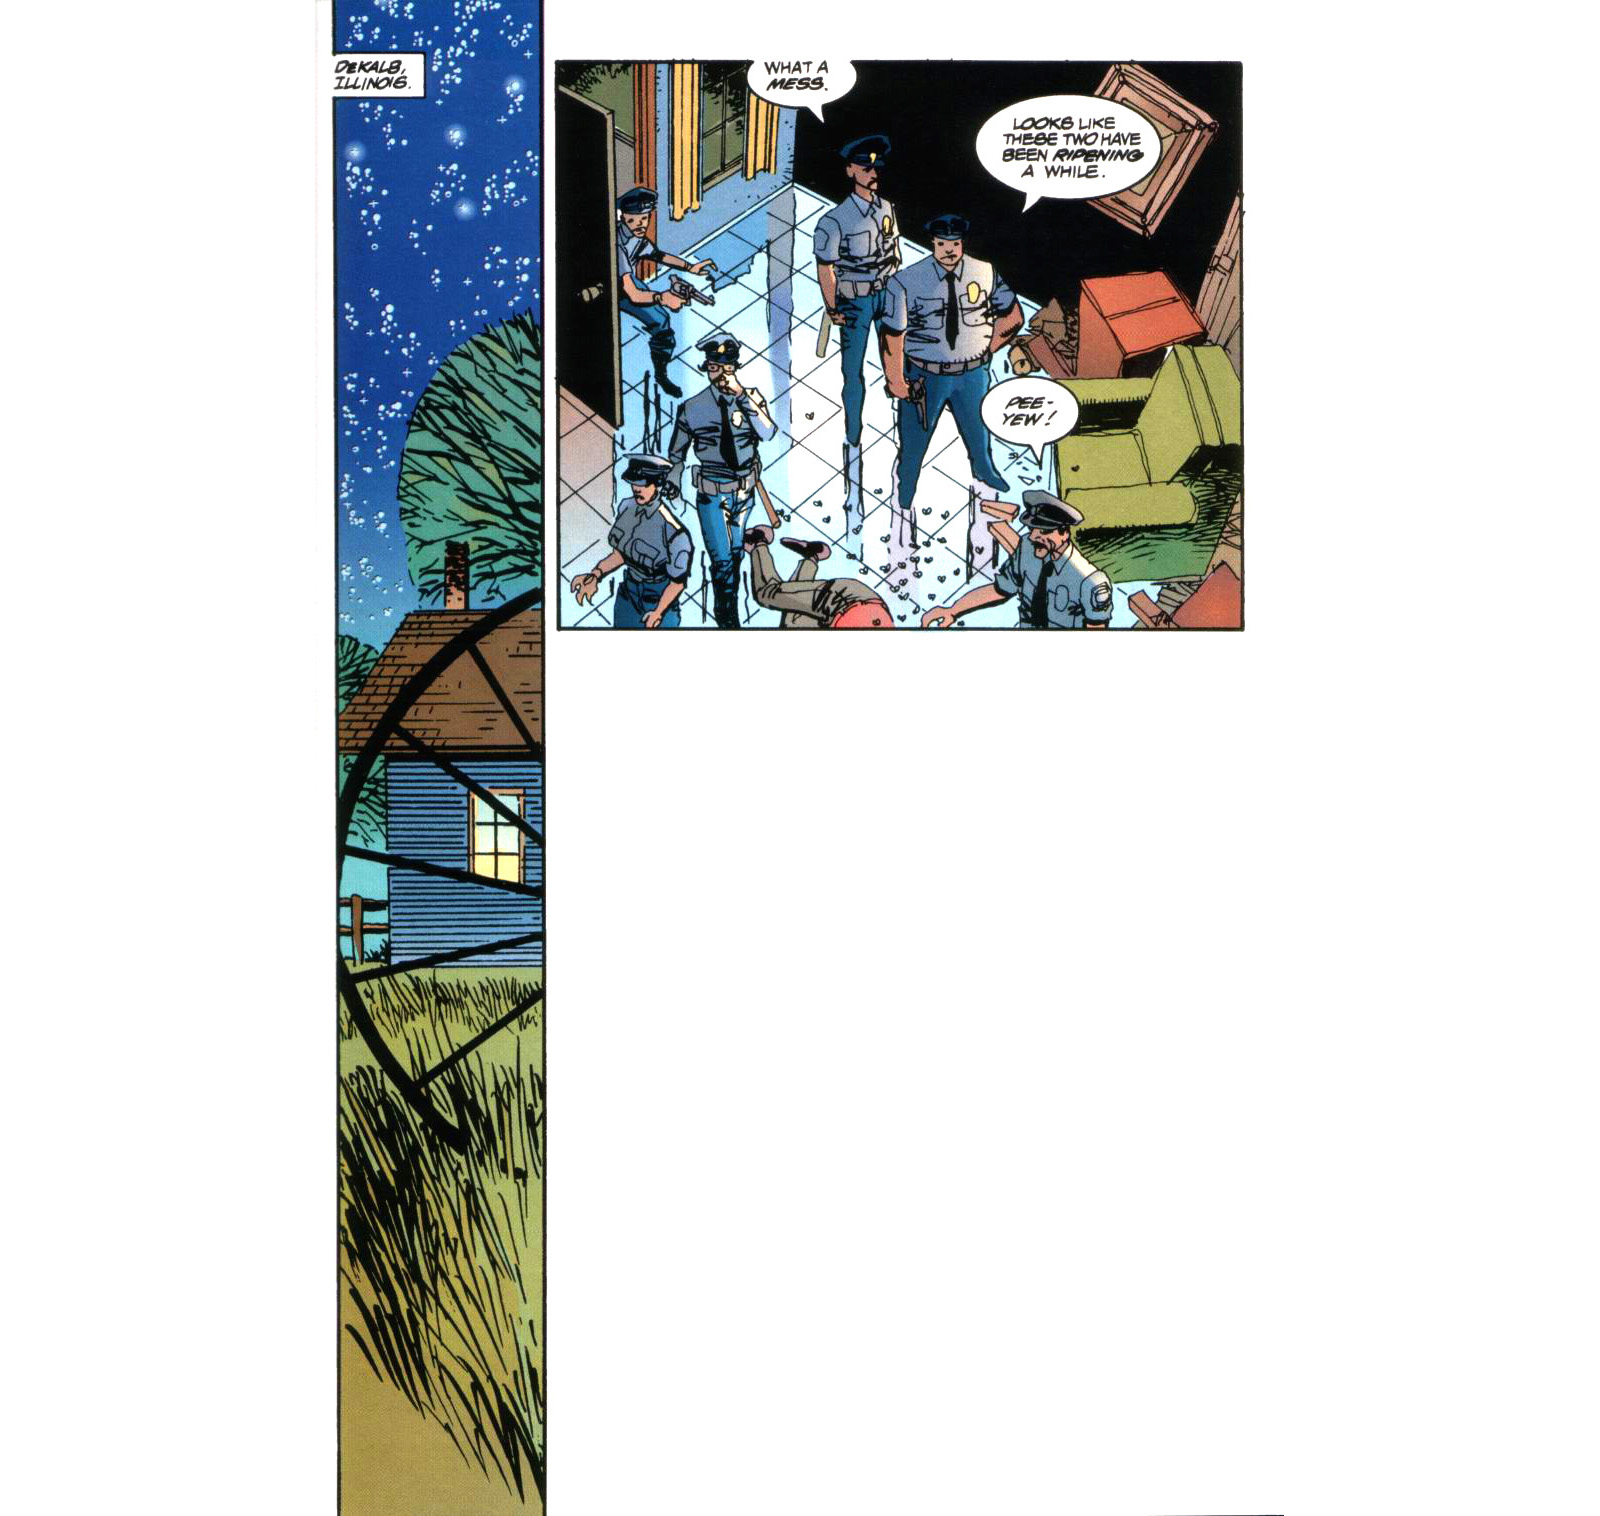 DEKALB,
ILLINOIS.
WHAT A
MESS.
LOOKS LIKE
THESE TWO HAVE
BEEN RIPENING
A WHILE.
PEE-
YEW!